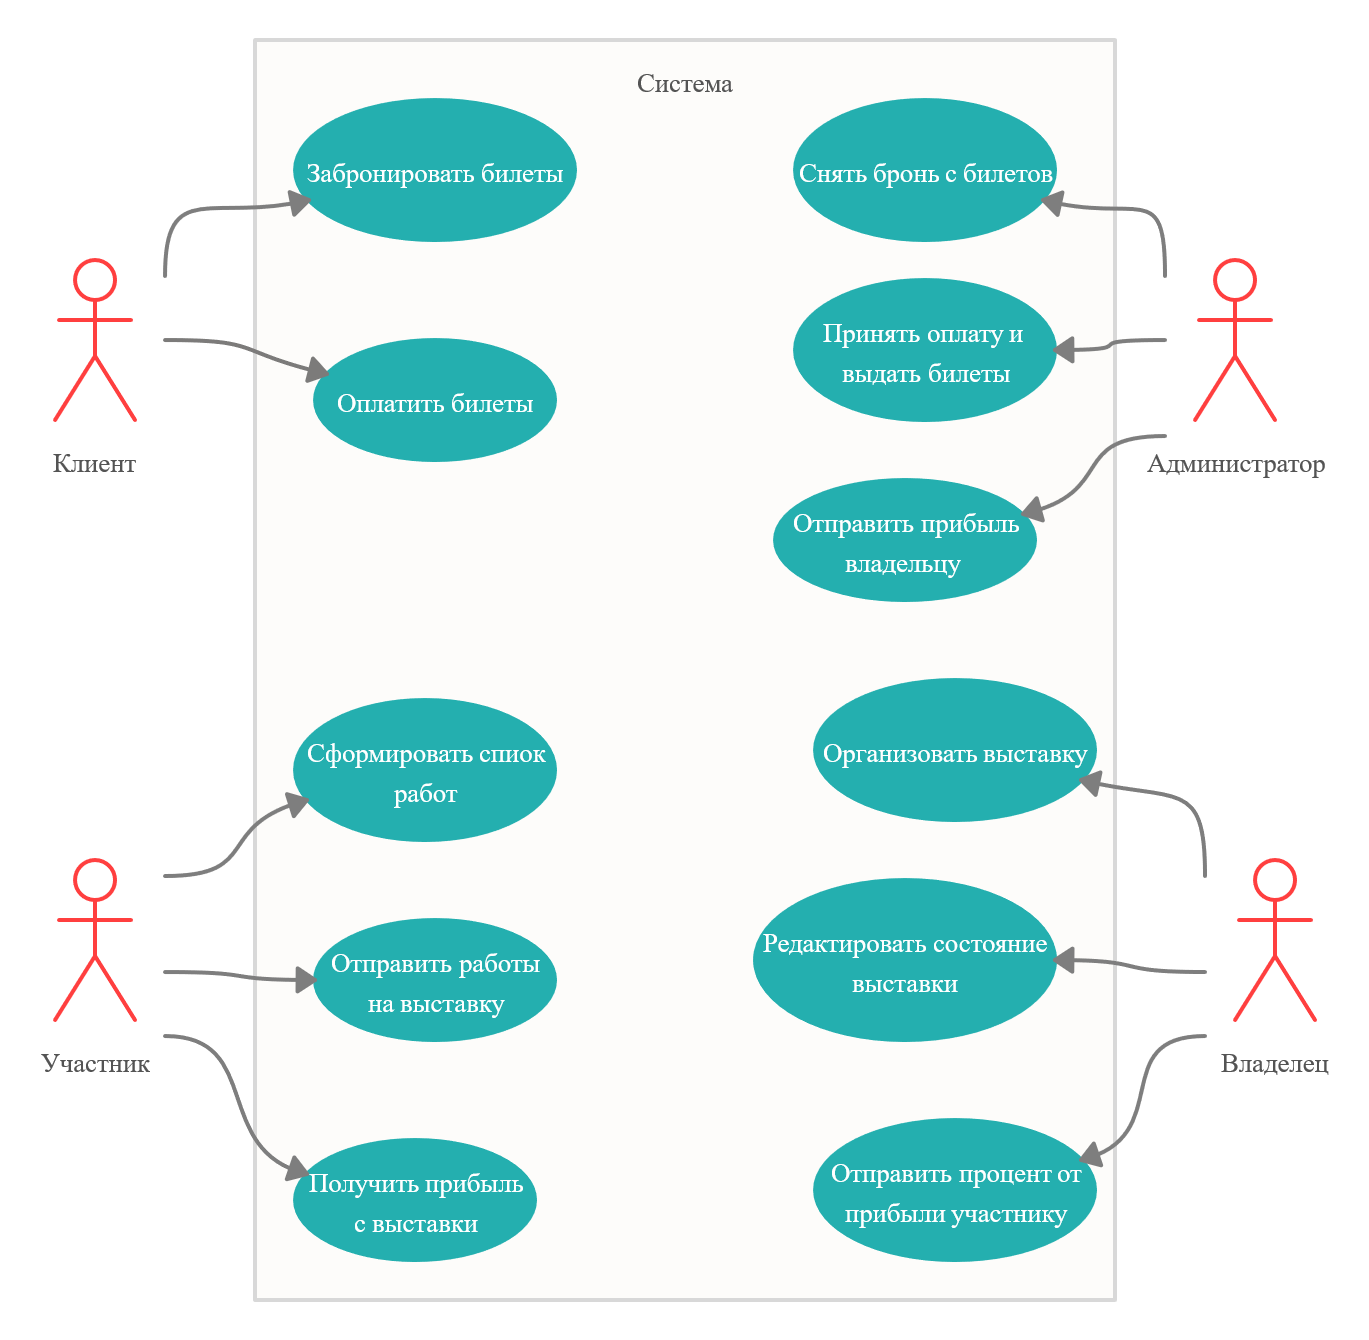 Система
Забронировать билеты
Снять бронь с билетов
Принять оплату и
выдать билеты
Оплатить билеты
Клиент
Администратор
Отправить прибыль
владельцу
Сформировать спиок
работ
Организовать выставку
Отправить работы
на выставку
Редактировать состояние
выставки
Участник
Владелец
Получить прибыль
с выставки
Отправить процент от
прибыли участнику